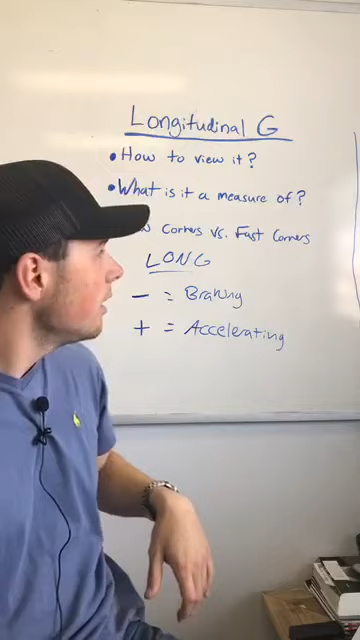 Longitudinal G
• How to view it?
• What is it a measure of?
Corners vs. Fast Corners
LONG
- = Braking
+ = Accelerating